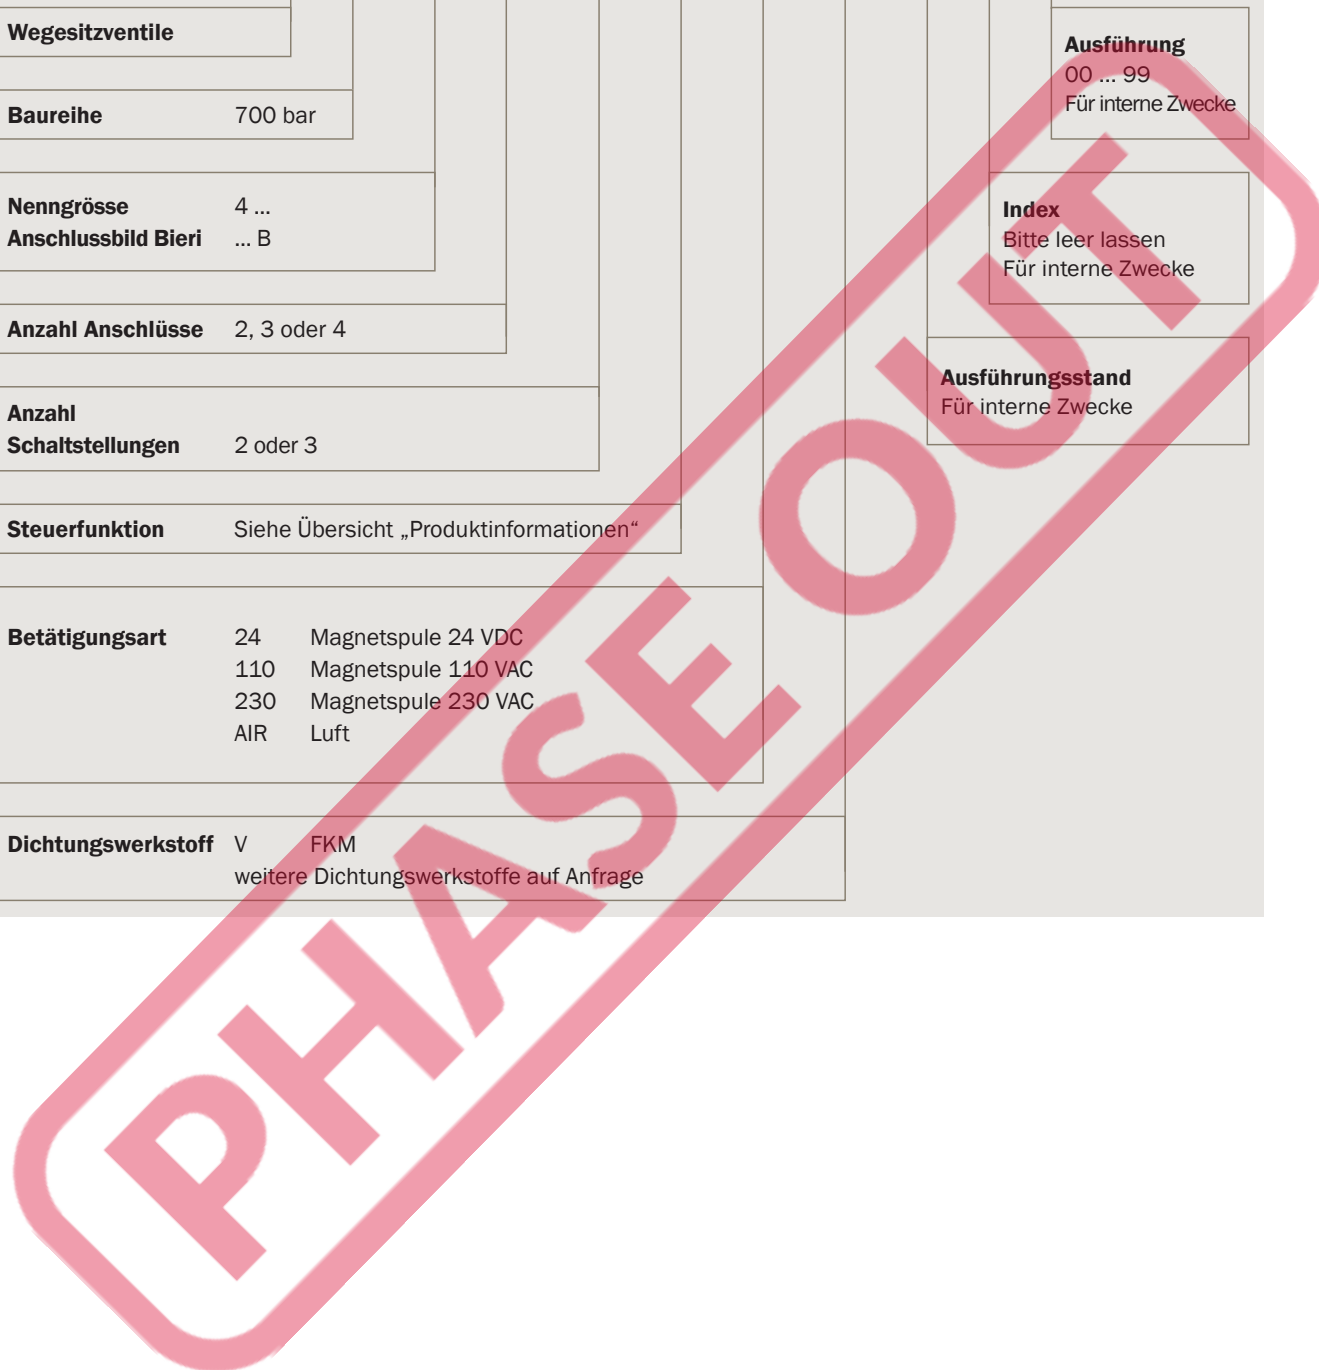 Wegesitzventile
Baureihe 700 bar
Nenngrösse 4 ...
Anschlussbild Bieri ... B
Anzahl Anschlüsse 2, 3 oder 4
Anzahl
Schaltstellungen 2 oder 3
Steuerfunktion Siehe Übersicht „Produktinformationen“
Betätigungsart 24 Magnetspule 24 VDC
110 Magnetspule 110 VAC
230 Magnetspule 230 VAC
AIR Luft
Dichtungswerkstoff V FKM
weitere Dichtungswerkstoffe auf Anfrage
Ausführung
00 ... 99
Für interne Zwecke
Index
Bitte leer lassen
Für interne Zwecke
Ausführungsstand
Für interne Zwecke
PHASE OUT